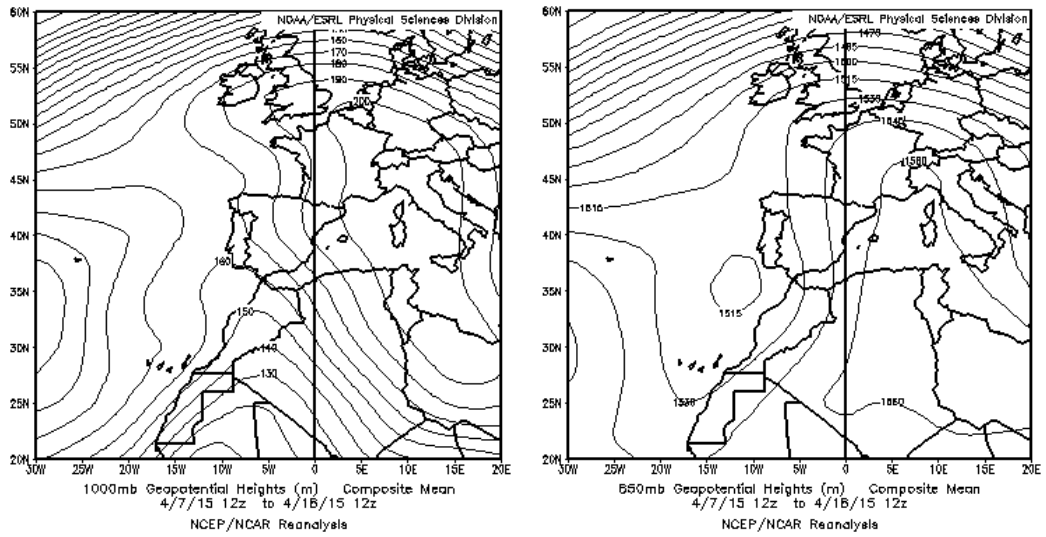 NOAA/ESRL Physical Sciences Division
60N
55N
50N
45N
40N
35N
30N
25N
20N
160
170
180
190
200
160
150
140
130
30W 25W 20W 15W 10W 5W 0 5E 10E 15E 20E
1000mb Geopotential Heights (m) Composite Mean
4/7/15 12z to 4/16/15 12z
NCEP/NCAR Reanalysis
NOAA/ESRL Physical Sciences Division
60N
55N
50N
45N
40N
35N
30N
25N
20N
1470
1485
1500
1515
1530
1545
1560
1515
1515
1530
1560
30W 25W 20W 15W 10W 5W 0 5E 10E 15E 20E
850mb Geopotential Heights (m) Composite Mean
4/7/15 12z to 4/16/15 12z
NCEP/NCAR Reanalysis